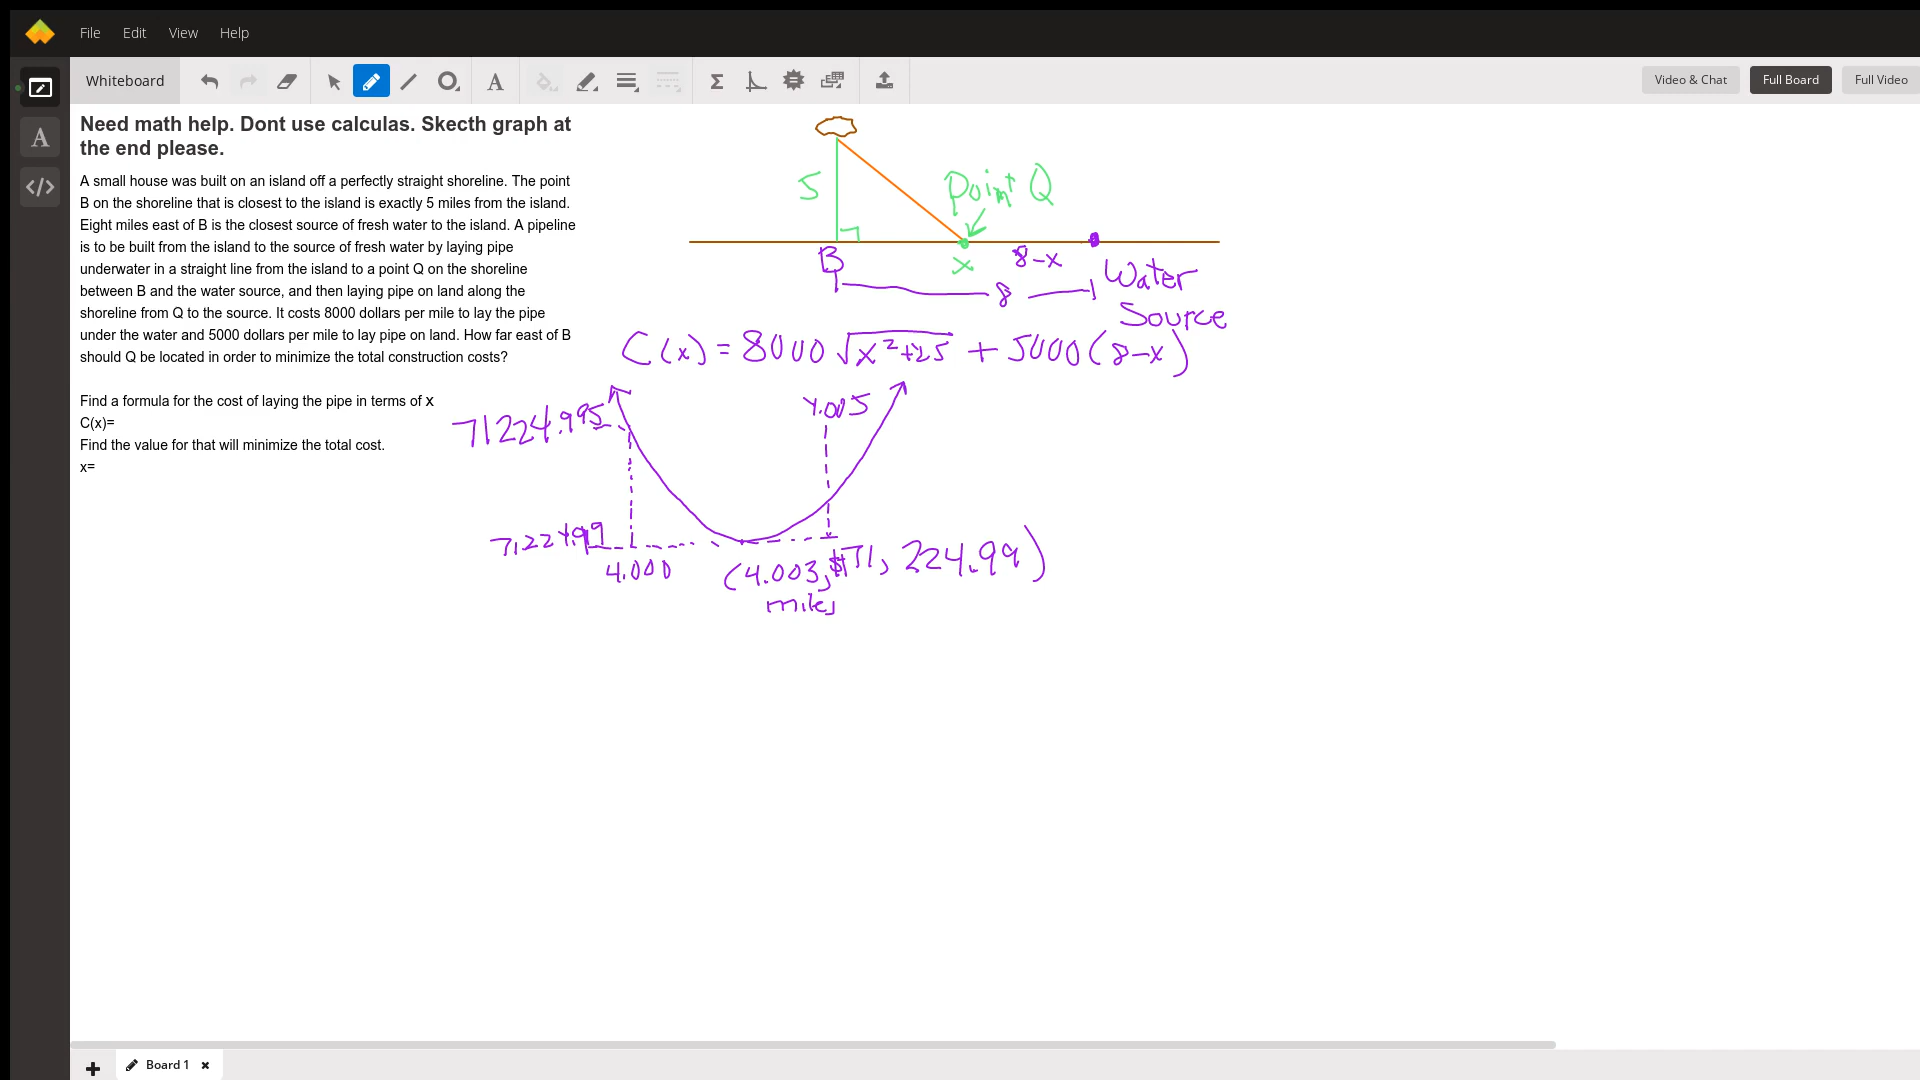 File Edit View Help
Whiteboard
A
Σ
Video & Chat Full Board Full Video
A
</>
Need math help. Dont use calculas. Skecth graph at
the end please.
A small house was built on an island off a perfectly straight shoreline. The point
B on the shoreline that is closest to the island is exactly 5 miles from the island.
Eight miles east of B is the closest source of fresh water to the island. A pipeline
is to be built from the island to the source of fresh water by laying pipe
underwater in a straight line from the island to a point Q on the shoreline
between B and the water source, and then laying pipe on land along the
shoreline from Q to the source. It costs 8000 dollars per mile to lay the pipe
under the water and 5000 dollars per mile to lay pipe on land. How far east of B
should Q be located in order to minimize the total construction costs?
Find a formula for the cost of laying the pipe in terms of x
C(x)=
Find the value for that will minimize the total cost.
x=
5
Point Q
B
x
8-x
8
Water
Source
C(x) = 8000 √x²+25 + 5000(8-x)
71224.995
4.005
71,224.99
4.000
(4.003, $71,224.99)
miles
Board 1